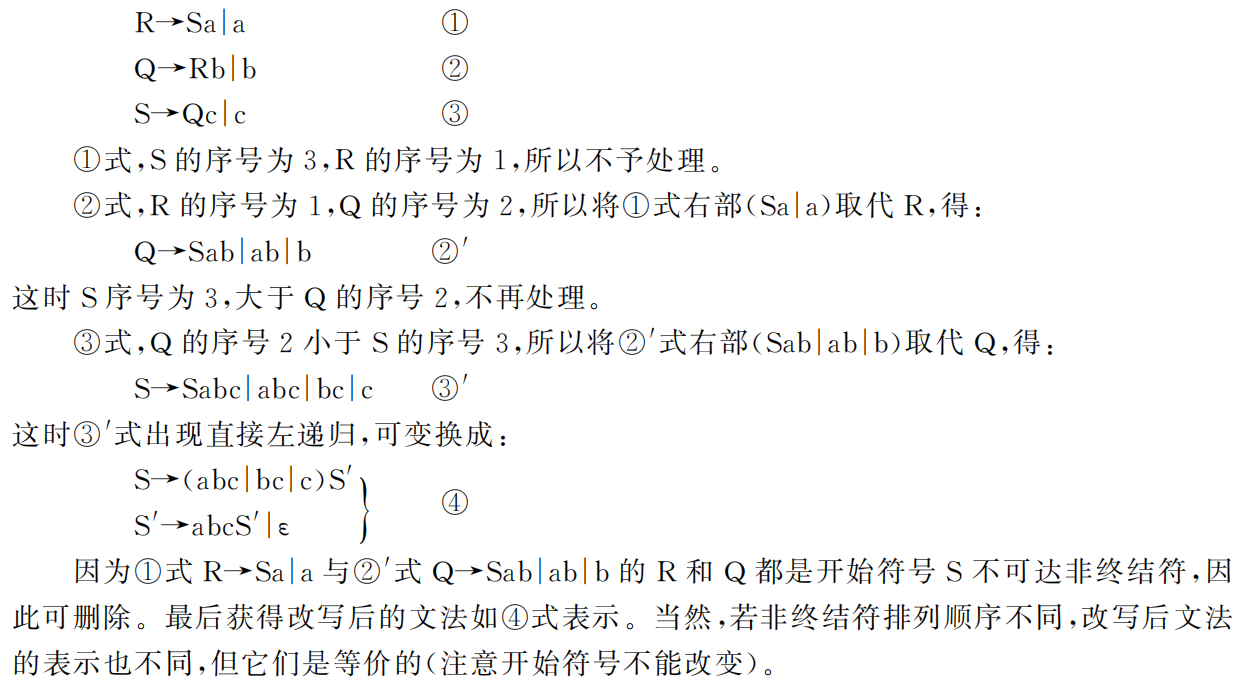 R→Sa|a ①
Q→Rb|b ②
S→Qc|c ③
①式,S 的序号为 3,R 的序号为 1,所以不予处理。
②式,R 的序号为 1,Q 的序号为 2,所以将①式右部(Sa|a)取代 R,得:
Q→Sab|ab|b ②′
这时 S 序号为 3,大于 Q 的序号 2,不再处理。
③式,Q 的序号 2 小于 S 的序号 3,所以将②′式右部(Sab|ab|b)取代 Q,得:
S→Sabc|abc|bc|c ③′
这时③′式出现直接左递归,可变换成:
S→(abc|bc|c)S′
S′→abcS′|ε } ④
因为①式 R→Sa|a 与②′式 Q→Sab|ab|b 的 R 和 Q 都是开始符号 S 不可达非终结符,因
此可删除。最后获得改写后的文法如④式表示。当然,若非终结符排列顺序不同,改写后文法
的表示也不同,但它们是等价的(注意开始符号不能改变)。